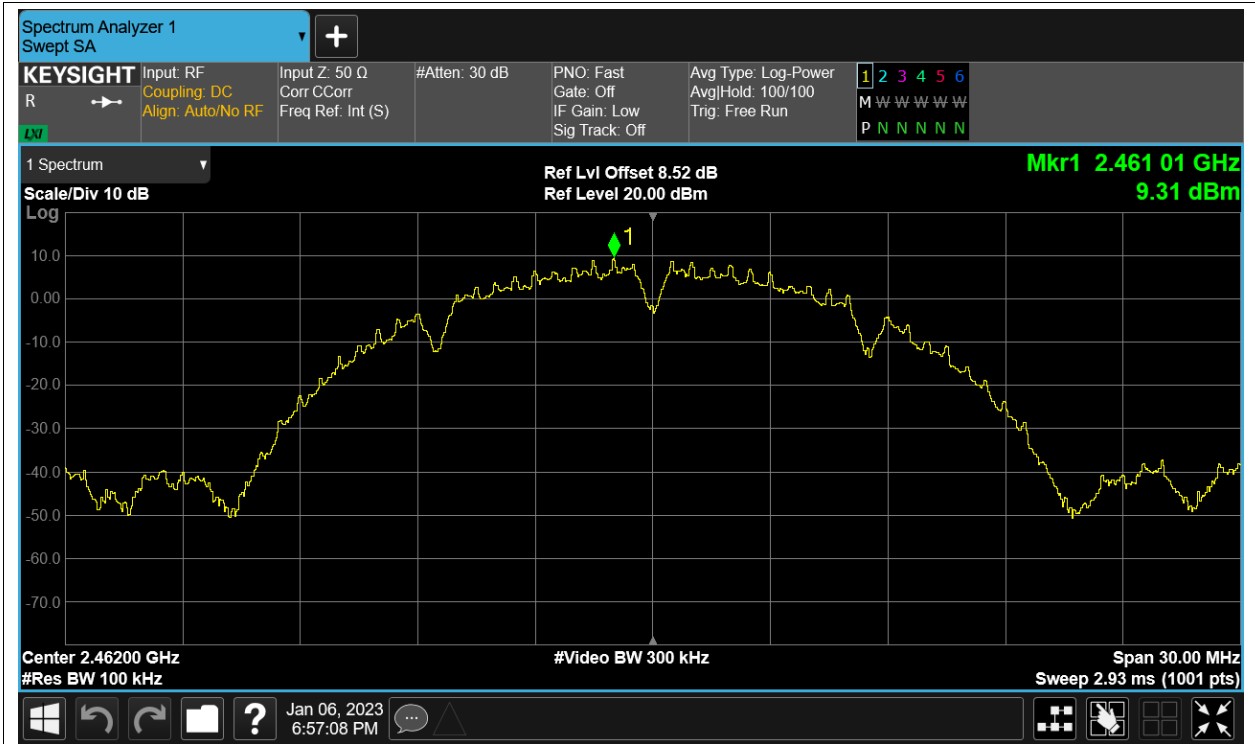 Spectrum Analyzer 1
Swept SA
KEYSIGHT
R
LXI
Input: RF
Coupling: DC
Align: Auto/No RF
Input Z: 50 Ω
Corr CCorr
Freq Ref: Int (S)
#Atten: 30 dB
PNO: Fast
Gate: Off
IF Gain: Low
Sig Track: Off
Avg Type: Log-Power
Avg|Hold: 100/100
Trig: Free Run
1 2 3 4 5 6
M W W W W W W
P N N N N N N
1 Spectrum
Scale/Div 10 dB
Log
Ref Lvl Offset 8.52 dB
Ref Level 20.00 dBm
Mkr1 2.461 01 GHz
9.31 dBm
1
10.0
0.00
-10.0
-20.0
-30.0
-40.0
-50.0
-60.0
-70.0
Center 2.46200 GHz
#Res BW 100 kHz
#Video BW 300 kHz
Span 30.00 MHz
Sweep 2.93 ms (1001 pts)
?
Jan 06, 2023
6:57:08 PM